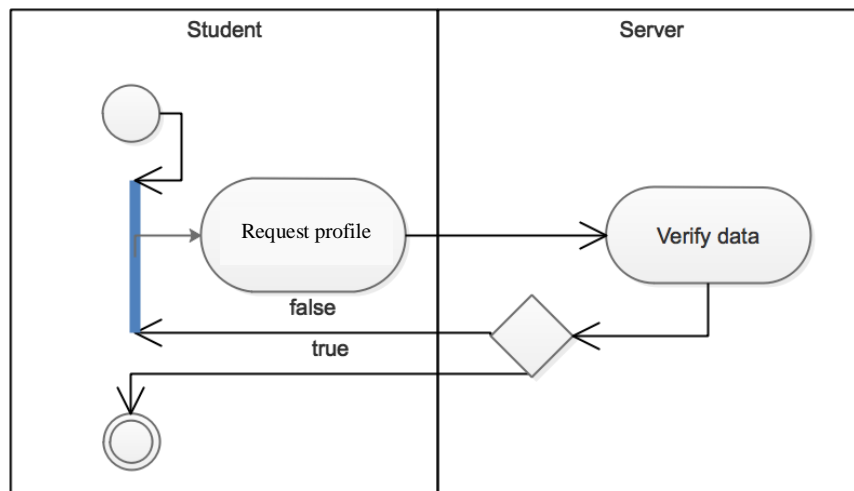 Student
Server
Request profile
Verify data
false
true